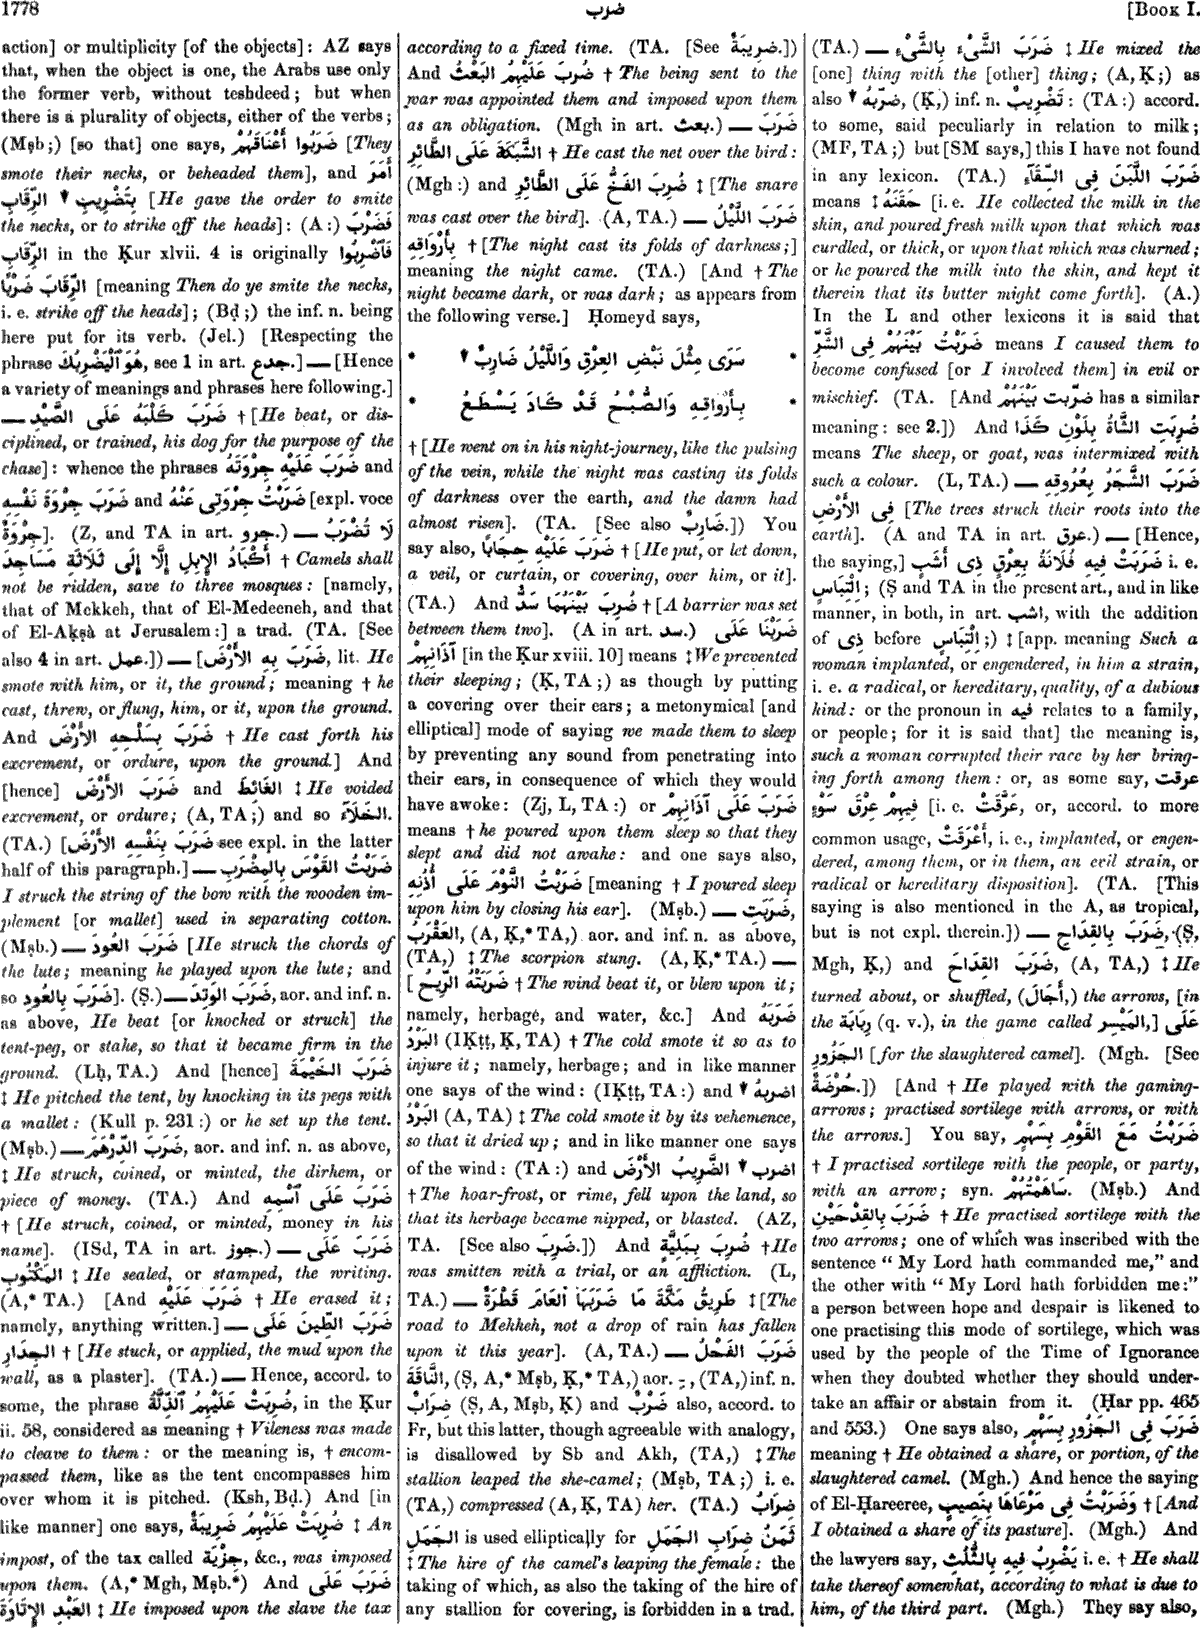 1778
ضرب
[BOOK I.
action] or multiplicity [of the objects]: AZ says
that, when the object is one, the Arabs use only
the former verb, without teshdeed; but when
there is a plurality of objects, either of the verbs;
(Mṣb;) [so that] one says, ضَرَبُوا أَعْنَاقَهُمْ [They
smote their necks, or beheaded them], and أَمَرَ
بِتَضْرِيبِ ▼ الرِّقَابِ [He gave the order to smite
the necks, or to strike off the heads]: (A:) فَضَرْبَ
الرِّقَابِ in the Ḳur xlvii. 4 is originally فَٱضْرِبُوا
الرِّقَابَ ضَرْبًا [meaning Then do ye smite the necks,
i. e. strike off the heads]; (Bḍ;) the inf. n. being
here put for its verb. (Jel.) [Respecting the
phrase هُوَ ٱلْيَضْرِبُكَ, see 1 in art. جدع.] — [Hence
a variety of meanings and phrases here following.]
— ضَرَبَ كَلْبَهُ عَلَى الصَّيْدِ † [He beat, or dis-
ciplined, or trained, his dog for the purpose of the
chase]: whence the phrases ضَرَبَ عَلَيْهِ جِرْوَتَهُ and
ضَرَبْتُ جِرْوَتِى عَنْهُ and ضَرَبَ جِرْوَةَ نَفْسِهِ [expl. voce
جِرْوَةٌ]. (Z, and TA in art. جرو.) — لَا تُضْرَبُ
أَكْبَادُ الإِبِلِ إِلَّا إِلَى ثَلَاثَةِ مَسَاجِدَ † Camels shall
not be ridden, save to three mosques: [namely,
that of Mekkeh, that of El-Medeeneh, and that
of El-Aḳṣà at Jerusalem:] a trad. (TA. [See
also 4 in art. عمل.]) — [ضَرَبَ بِهِ الأَرْضَ, lit. He
smote with him, or it, the ground; meaning † he
cast, threw, or flung, him, or it, upon the ground.
And ضَرَبَ بِسَلْحِهِ الأَرْضَ † He cast forth his
excrement, or ordure, upon the ground.] And
[hence] ضَرَبَ الأَرْضَ and الغَائِطَ ‡ He voided
excrement, or ordure; (A, TA;) and so الخَلَآءَ.
(TA.) [ضَرَبَ بِنَفْسِهِ الأَرْضَ see expl. in the latter
half of this paragraph.] — ضَرَبْتُ القَوْسَ بِالمِضْرَبِ
I struck the string of the bow with the wooden im-
plement [or mallet] used in separating cotton.
(Mṣb.) — ضَرَبَ العُودَ [He struck the chords of
the lute; meaning he played upon the lute; and
so ضَرَبَ بِالعُودِ]. (Ṣ.) — ضَرَبَ الوَتِدَ, aor. and inf. n.
as above, He beat [or knocked or struck] the
tent-peg, or stake, so that it became firm in the
ground. (Lḥ, TA.) And [hence] ضَرَبَ الخَيْمَةَ
‡ He pitched the tent, by knocking in its pegs with
a mallet: (Kull p. 231:) or he set up the tent.
(Mṣb.) — ضَرَبَ الدِّرْهَمَ, aor. and inf. n. as above,
‡ He struck, coined, or minted, the dirhem, or
piece of money. (TA.) And ضَرَبَ عَلَى ٱسْمِهِ
† [He struck, coined, or minted, money in his
name]. (ISd, TA in art. جوز.) — ضَرَبَ عَلَى
المَكْتُوبِ ‡ He sealed, or stamped, the writing.
(A,* TA.) [And ضَرَبَ عَلَيْهِ † He erased it;
namely, anything written.] — ضَرَبَ الطِّينَ عَلَى
الجِدَارِ † [He stuck, or applied, the mud upon the
wall, as a plaster]. (TA.) — Hence, accord. to
some, the phrase ضُرِبَتْ عَلَيْهِمُ الذِّلَّةُ, in the Ḳur
ii. 58, considered as meaning † Vileness was made
to cleave to them: or the meaning is, † encom-
passed them, like as the tent encompasses him
over whom it is pitched. (Ksh, Bḍ.) And [in
like manner] one says, ضُرِبَتْ عَلَيْهِمْ ضَرِيبَةٌ ‡ An
impost, of the tax called جِزْيَة, &c., was imposed
upon them. (A,* Mgh, Mṣb.*) And ضَرَبَ عَلَى
العَبْدِ الإِتَاوَةَ ‡ He imposed upon the slave the tax
according to a fixed time. (TA. [See ضَرِيبَةٌ.])
And ضُرِبَ عَلَيْهِمُ البَعْثُ † The being sent to the
war was appointed them and imposed upon them
as an obligation. (Mgh in art. بعث.) — ضَرَبَ
الشَّبَكَةَ عَلَى الطَّائِرِ † He cast the net over the bird:
(Mgh:) and ضُرِبَ الفَخُّ عَلَى الطَّائِرِ ‡ [The snare
was cast over the bird]. (A, TA.) — ضَرَبَ اللَّيْلُ
بِأَرْوَاقِهِ † [The night cast its folds of darkness;]
meaning the night came. (TA.) [And † The
night became dark, or was dark; as appears from
the following verse.] Ḥomeyd says,
* سَرَى مِثْلَ نَبْضِ العِرْقِ وَاللَّيْلُ ضَارِبٌ ▼ *
* بِأَرْوَاقِهِ وَالصُّبْحُ قَدْ كَادَ يَسْطَعُ *
† [He went on in his night-journey, like the pulsing
of the vein, while the night was casting its folds
of darkness over the earth, and the dawn had
almost risen]. (TA. [See also ضَارِبٌ.]) You
say also, ضَرَبَ عَلَيْهِ حِجَابًا † [He put, or let down,
a veil, or curtain, or covering, over him, or it].
(TA.) And ضُرِبَ بَيْنَهُمَا سَدٌّ † [A barrier was set
between them two]. (A in art. سد.) ضَرَبْنَا عَلَى
آذَانِهِمْ [in the Ḳur xviii. 10] means ‡ We prevented
their sleeping; (Ḳ, TA;) as though by putting
a covering over their ears; a metonymical [and
elliptical] mode of saying we made them to sleep
by preventing any sound from penetrating into
their ears, in consequence of which they would
have awoke: (Zj, L, TA:) or ضَرَبَ عَلَى آذَانِهِمْ
means † he poured upon them sleep so that they
slept and did not awake: and one says also,
ضَرَبْتُ النَّوْمَ عَلَى أُذُنِهِ [meaning † I poured sleep
upon him by closing his ear]. (Mṣb.) — ضَرَبَتِ,
العَقْرَبُ, (A, Ḳ,* TA,) aor. and inf. n. as above,
(TA,) ‡ The scorpion stung. (A, Ḳ,* TA.) —
[ ضَرَبَتْهُ الرِّيحُ † The wind beat it, or blew upon it;
namely, herbage, and water, &c.] And ضَرَبَهُ
البَرْدُ (IḲṭṭ, Ḳ, TA) † The cold smote it so as to
injure it; namely, herbage; and in like manner
one says of the wind: (IḲṭṭ, TA:) and ▼ اضربهُ
البَرْدُ (A, TA) ‡ The cold smote it by its vehemence,
so that it dried up; and in like manner one says
of the wind: (TA:) and اضرب ▼ الضَّرِيبُ الأَرْضَ
† The hoar-frost, or rime, fell upon the land, so
that its herbage became nipped, or blasted. (AZ,
TA. [See also ضَرِبَ.]) And ضُرِبَ بِبَلِيَّةٍ † He
was smitten with a trial, or an affliction. (L,
TA.) — طَرِيقُ مَكَّةَ مَا ضَرَبَهَا العَامَ قَطْرَةٌ ‡ [The
road to Mekkeh, not a drop of rain has fallen
upon it this year]. (A, TA.) — ضَرَبَ الفَحْلُ
النَّاقَةَ, (Ṣ, A,* Mṣb, Ḳ,* TA,) aor. ـِ, (TA,) inf. n.
ضِرَابٌ (Ṣ, A, Mṣb, Ḳ) and ضَرْبٌ also, accord. to
Fr, but this latter, though agreeable with analogy,
is disallowed by Sb and Akh, (TA,) ‡ The
stallion leaped the she-camel; (Mṣb, TA;) i. e.
(TA,) compressed (A, Ḳ, TA) her. (TA.) ضِرَابُ
الجَمَلِ is used elliptically for ثَمَنُ ضِرَابِ الجَمَلِ
‡ The hire of the camel's leaping the female: the
taking of which, as also the taking of the hire of
any stallion for covering, is forbidden in a trad.
(TA.) — ضَرَبَ الشَّىْءَ بِالشَّىْءِ ‡ He mixed the
[one] thing with the [other] thing; (A, Ḳ;) as
also ▼ ضَرَّبَهُ, (Ḳ,) inf. n. تَضْرِيبٌ: (TA:) accord.
to some, said peculiarly in relation to milk;
(MF, TA;) but [SM says,] this I have not found
in any lexicon. (TA.) ضَرَبَ اللَّبَنَ فِى السِّقَآءِ
means ‡ حَقَنَهُ [i. e. He collected the milk in the
skin, and poured fresh milk upon that which was
curdled, or thick, or upon that which was churned;
or he poured the milk into the skin, and kept it
therein that its butter might come forth]. (A.)
In the L and other lexicons it is said that
ضَرَبْتُ بَيْنَهُمْ فِى الشَّرِّ means I caused them to
become confused [or I involved them] in evil or
mischief. (TA. [And ضرّبت بَيْنَهُمْ has a similar
meaning: see 2.]) And ضُرِبَتِ الشَّاةُ بِلَوْنِ كَذَا
means The sheep, or goat, was intermixed with
such a colour. (L, TA.) — ضَرَبَ الشَّجَرُ بِعُرُوقِهِ
فِى الأَرْضِ [The trees struck their roots into the
earth]. (A and TA in art. عرق.) — [Hence,
the saying,] ضَرَبَتْ فِيهِ فُلَانَةُ بِعِرْقٍ ذِى أَشَبٍ i. e.
الْتِبَاسٍ; (Ṣ and TA in the present art., and in like
manner, in both, in art. اشب, with the addition
of ذِى before الْتِبَاسٍ;) ‡ [app. meaning Such a
woman implanted, or engendered, in him a strain,
i. e. a radical, or hereditary, quality, of a dubious
kind: or the pronoun in فيه relates to a family,
or people; for it is said that] the meaning is,
such a woman corrupted their race by her bring-
ing forth among them: or, as some say, عرقت
فِيهِمْ عِرْقَ سَوْءٍ [i. e. عَرَّقَتْ, or, accord. to more
common usage, أَعْرَقَتْ, i. e., implanted, or engen-
dered, among them, or in them, an evil strain, or
radical or hereditary disposition]. (TA. [This
saying is also mentioned in the A, as tropical,
but is not expl. therein.]) — ضَرَبَ بِالقِدَاحِ, (Ṣ,
Mgh, Ḳ,) and ضَرَبَ القِدَاحَ, (A, TA,) ‡ He
turned about, or shuffled, (أَجَالَ,) the arrows, [in
the رِبَابَة (q. v.), in the game called المَيْسِر,] عَلَى
الجَزُورِ [for the slaughtered camel]. (Mgh. [See
حُرْضَةٌ.]) [And † He played with the gaming-
arrows; practised sortilege with arrows, or with
the arrows.] You say, ضَرَبْتُ مَعَ القَوْمِ بِسَهْمٍ
† I practised sortilege with the people, or party,
with an arrow; syn. سَاهَمْتُهُمْ. (Mṣb.) And
ضَرَبَ بِالقِدْحَيْنِ † He practised sortilege with the
two arrows; one of which was inscribed with the
sentence " My Lord hath commanded me," and
the other with " My Lord hath forbidden me:"
a person between hope and despair is likened to
one practising this mode of sortilege, which was
used by the people of the Time of Ignorance
when they doubted whether they should under-
take an affair or abstain from it. (Ḥar pp. 465
and 553.) One says also, ضَرَبَ فِى الجَزُورِ بِسَهْمٍ
meaning † He obtained a share, or portion, of the
slaughtered camel. (Mgh.) And hence the saying
of El-Ḥareeree, وَضَرَبْتُ فِى مَرْعَاهَا بِنَصِيبٍ † [And
I obtained a share of its pasture]. (Mgh.) And
the lawyers say, يَضْرِبُ فِيهِ بِالثُّلُثِ i. e. † He shall
take thereof somewhat, according to what is due to
him, of the third part. (Mgh.) They say also,